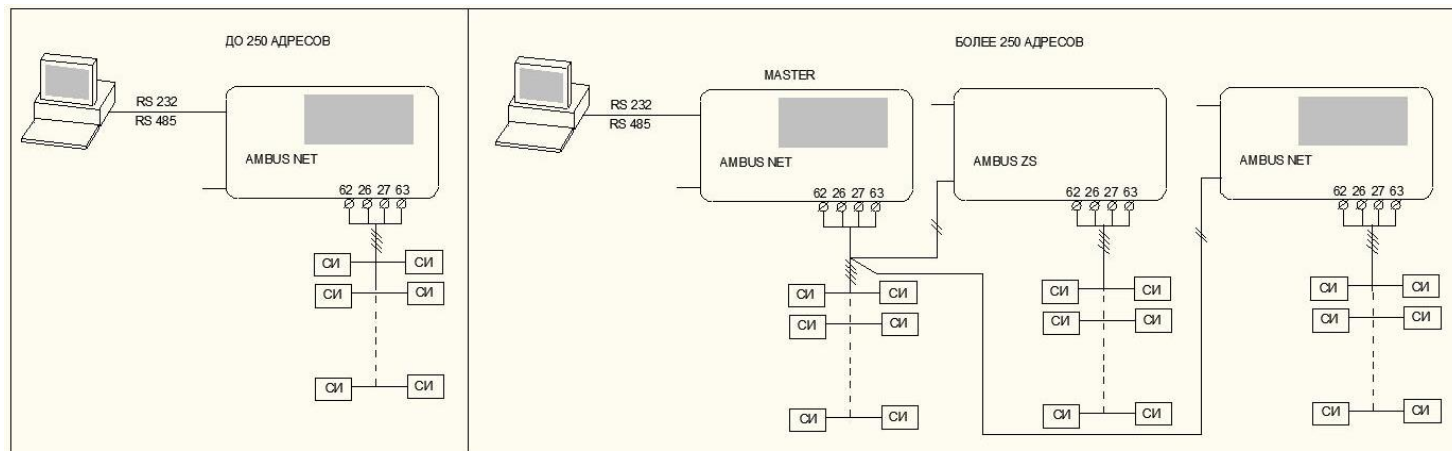 ДО 250 АДРЕСОВ
RS 232
RS 485
AMBUS NET
62 26 27 63
СИ СИ
СИ СИ
СИ СИ
БОЛЕЕ 250 АДРЕСОВ
MASTER
RS 232
RS 485
AMBUS NET
62 26 27 63
СИ СИ
СИ СИ
СИ СИ
AMBUS ZS
62 26 27 63
СИ СИ
СИ СИ
СИ СИ
AMBUS NET
62 26 27 63
СИ СИ
СИ СИ
СИ СИ